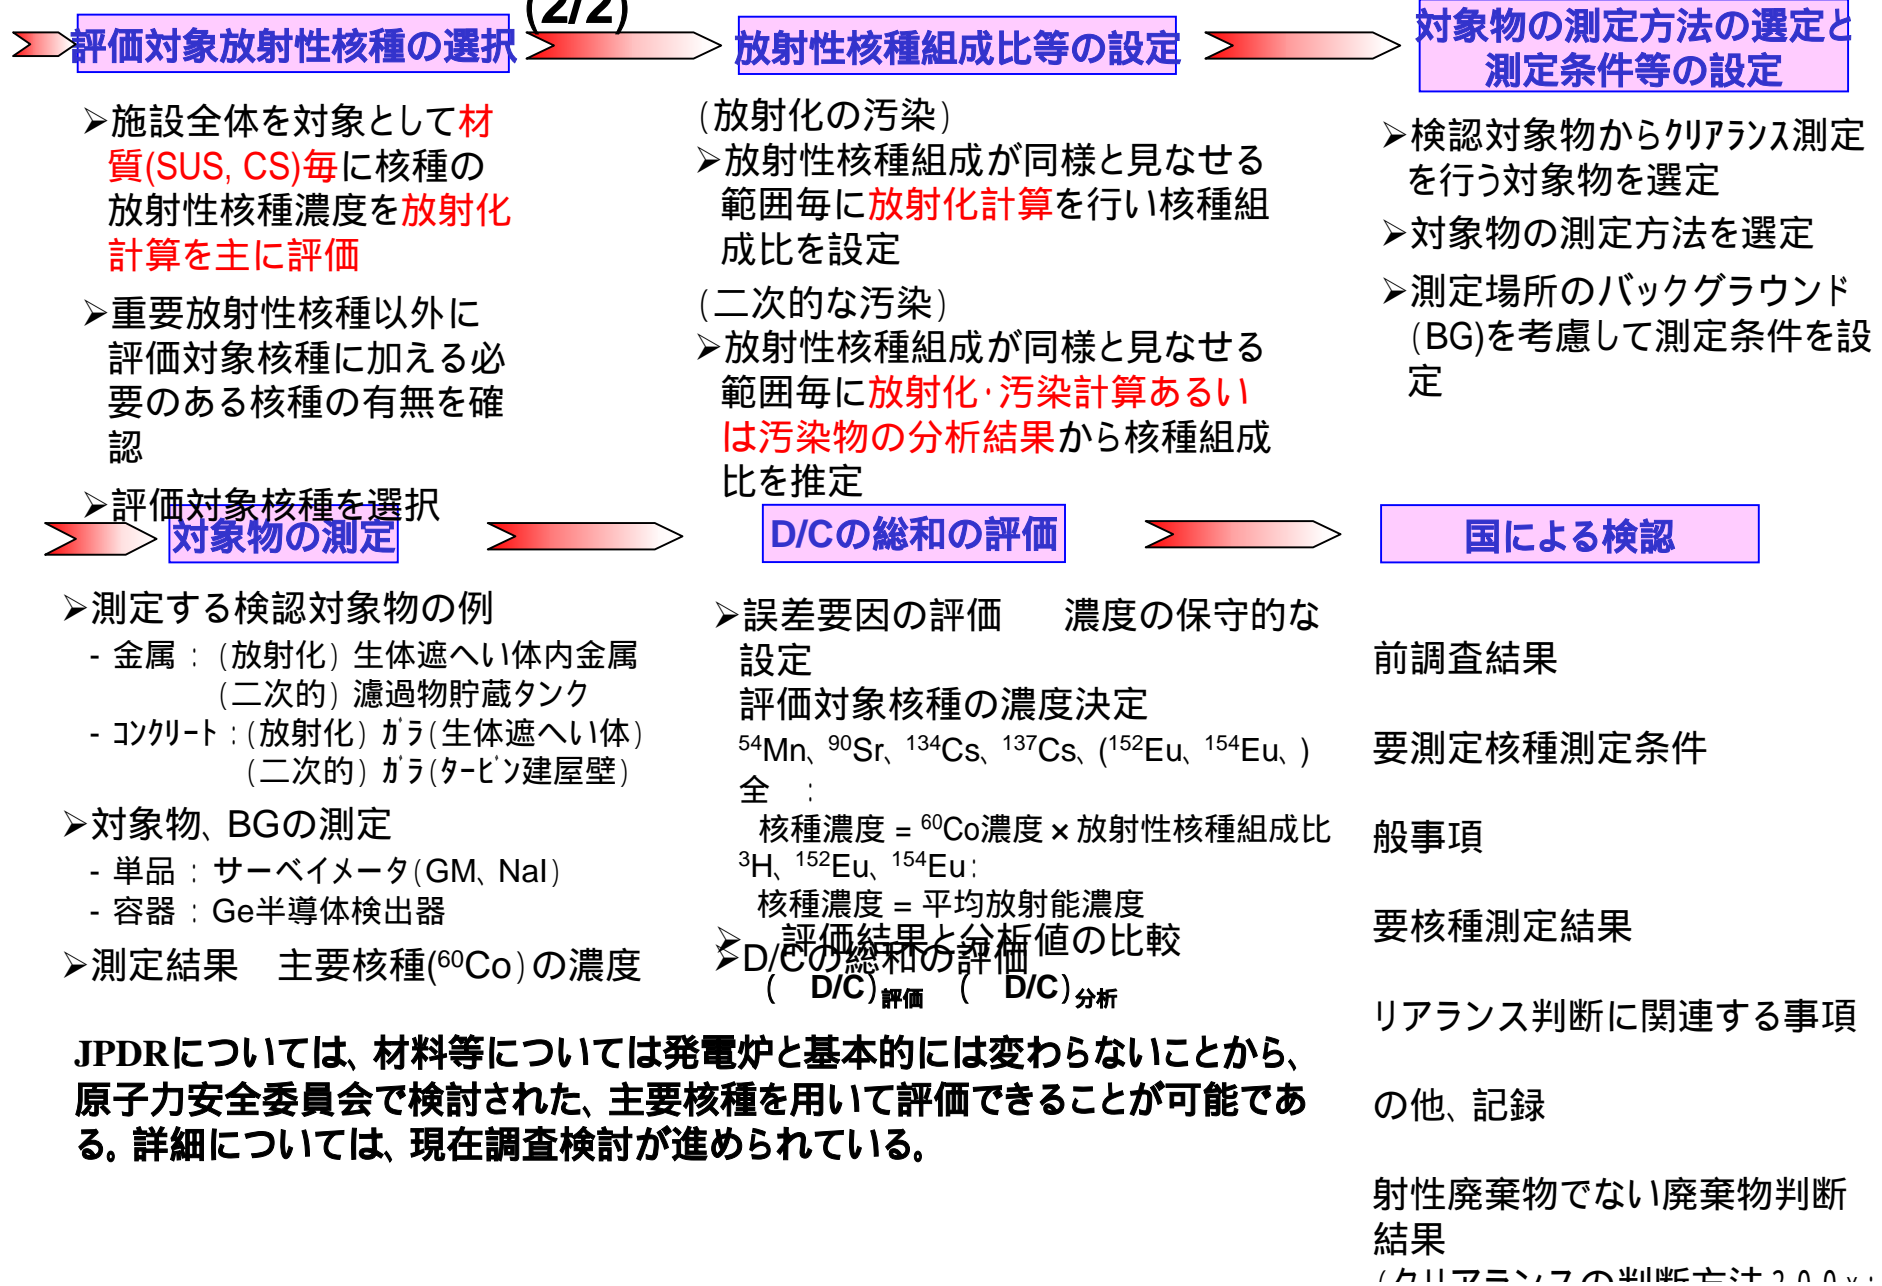 (2/2)
評価対象放射性核種の選択
➢施設全体を対象として材
質(SUS, CS)毎に核種の
放射性核種濃度を放射化
計算を主に評価
➢重要放射性核種以外に
評価対象核種に加える必
要のある核種の有無を確
認
➢評価対象核種を選択
放射性核種組成比等の設定
(放射化の汚染)
➢放射性核種組成が同様と見なせる
範囲毎に放射化計算を行い核種組
成比を設定
(二次的な汚染)
➢放射性核種組成が同様と見なせる
範囲毎に放射化・汚染計算あるい
は汚染物の分析結果から核種組成
比を推定
対象物の測定方法の選定と
測定条件等の設定
➢検認対象物からｸﾘｱﾗﾝｽ測定
を行う対象物を選定
➢対象物の測定方法を選定
➢測定場所のバックグラウンド
(BG)を考慮して測定条件を設
定
対象物の測定
➢測定する検認対象物の例
- 金属：(放射化) 生体遮へい体内金属
(二次的) 濾過物貯蔵タンク
- ｺﾝｸﾘｰﾄ：(放射化) ｶﾞﾗ(生体遮へい体)
(二次的) ｶﾞﾗ(ﾀｰﾋﾞﾝ建屋壁)
➢対象物、BGの測定
- 単品：サーベイメータ(GM、NaI)
- 容器：Ge半導体検出器
➢測定結果　主要核種(⁶⁰Co)の濃度
D/Cの総和の評価
➢誤差要因の評価　濃度の保守的な
設定
評価対象核種の濃度決定
⁵⁴Mn、⁹⁰Sr、¹³⁴Cs、¹³⁷Cs、(¹⁵²Eu、¹⁵⁴Eu、)
全　：
核種濃度 = ⁶⁰Co濃度 × 放射性核種組成比
³H、¹⁵²Eu、¹⁵⁴Eu：
核種濃度 = 平均放射能濃度
➢　評価結果と分析値の比較
➢D/Cの総和の評価
(　D/C)評価　(　D/C)分析
国による検認
前調査結果
要測定核種測定条件
般事項
要核種測定結果
リアランス判断に関連する事項
の他、記録
射性廃棄物でない廃棄物判断
結果
(クリアランスの判断方法２００x：
JPDRについては、材料等については発電炉と基本的には変わらないことから、
原子力安全委員会で検討された、主要核種を用いて評価できることが可能であ
る。詳細については、現在調査検討が進められている。